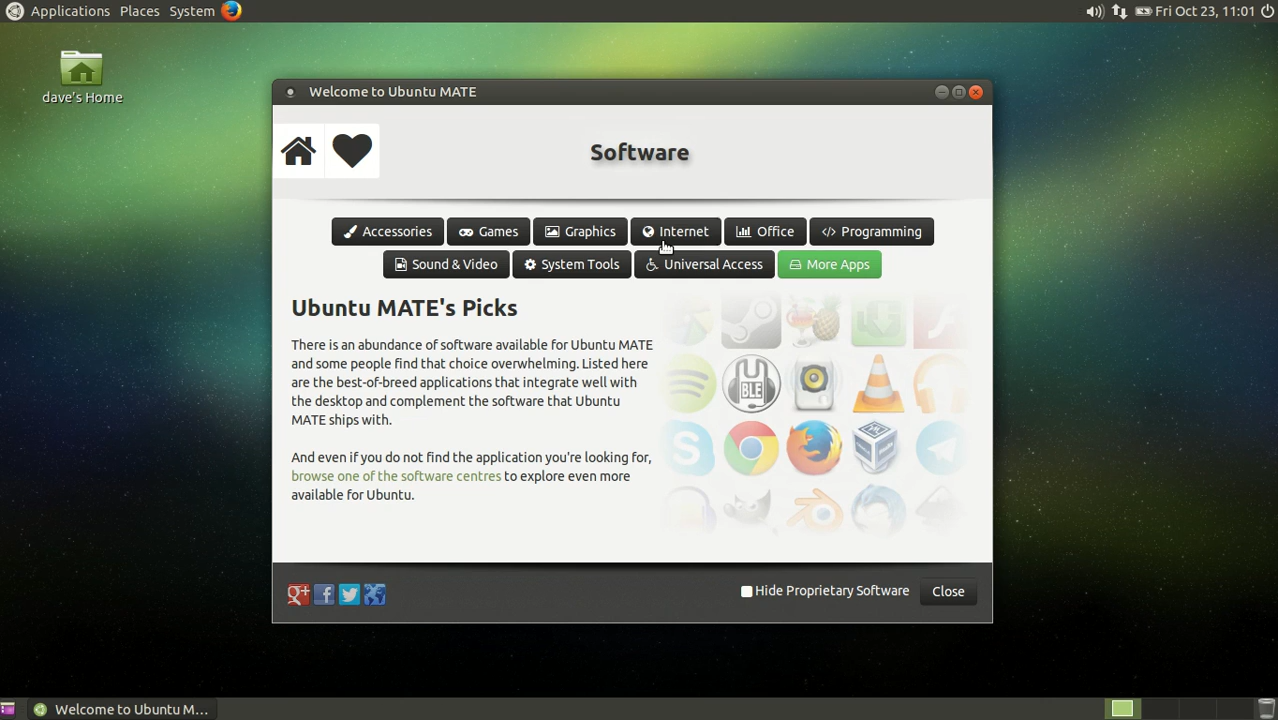 Applications Places System Fri Oct 23, 11:01
dave's Home
Welcome to Ubuntu MATE
Software
Accessories Games Graphics Internet Office Programming
Sound & Video System Tools Universal Access More Apps
Ubuntu MATE's Picks
There is an abundance of software available for Ubuntu MATE
and some people find that choice overwhelming. Listed here
are the best-of-breed applications that integrate well with
the desktop and complement the software that Ubuntu
MATE ships with.
And even if you do not find the application you're looking for,
browse one of the software centres to explore even more
available for Ubuntu.
BLE
g+ f Hide Proprietary Software Close
Welcome to Ubuntu M...